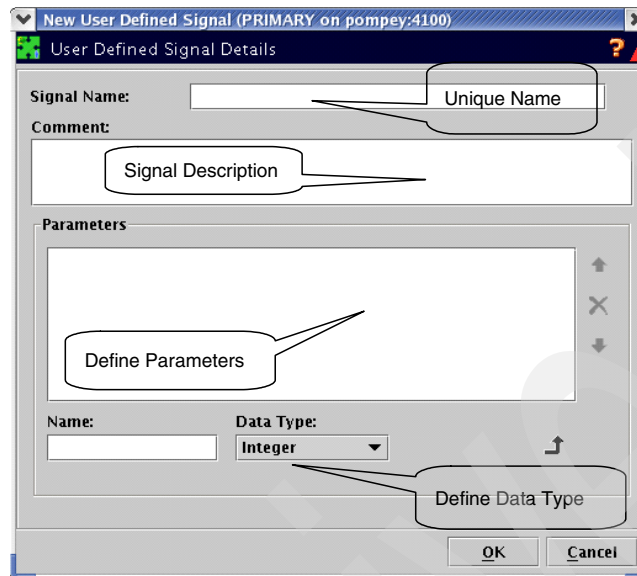 New User Defined Signal (PRIMARY on pompey:4100)
User Defined Signal Details
?
Signal Name:
Unique Name
Comment:
Signal Description
Parameters
Define Parameters
Name:
Data Type:
Integer
Define Data Type
OK
Cancel